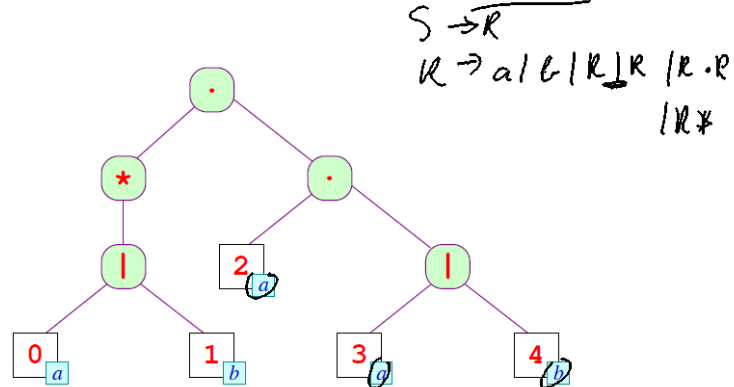 S → R
R → a | b | R | R | R . R
| R *
·
* ·
| 2 a |
0 a 1 b 3 a 4 b